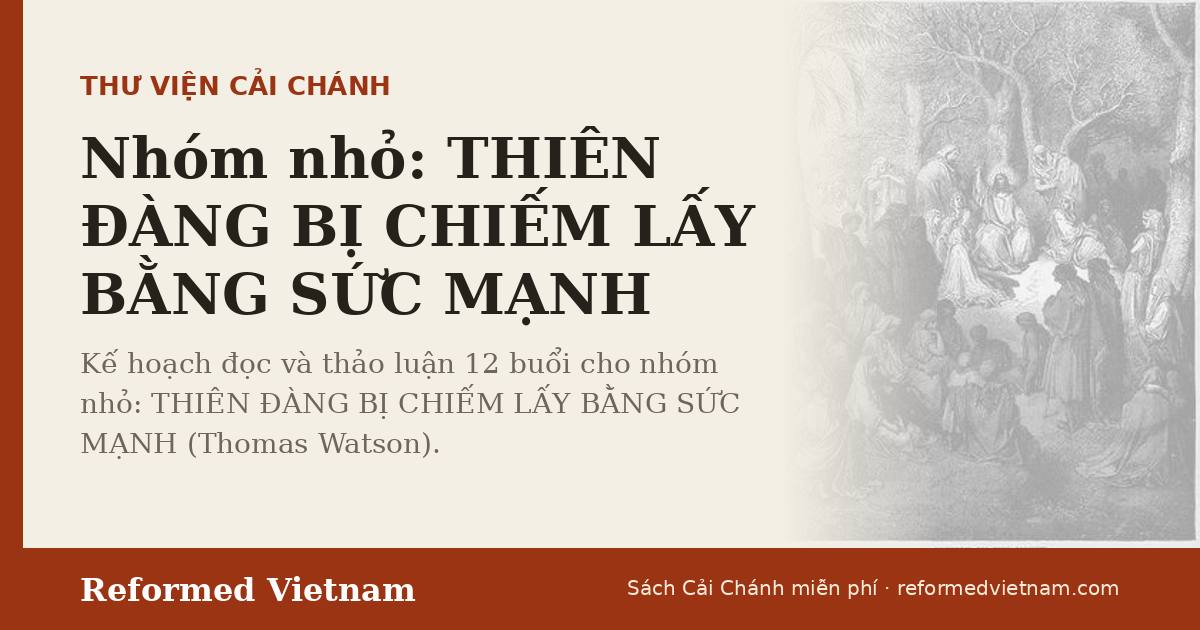 THƯ VIỆN CẢI CHÁNH
Nhóm nhỏ: THIÊN
ĐÀNG BỊ CHIẾM LẤY
BẰNG SỨC MẠNH
Kế hoạch đọc và thảo luận 12 buổi cho nhóm
nhỏ: THIÊN ĐÀNG BỊ CHIẾM LẤY BẰNG SỨC
MẠNH (Thomas Watson).
Reformed Vietnam
Sách Cải Chánh miễn phí · reformedvietnam.com